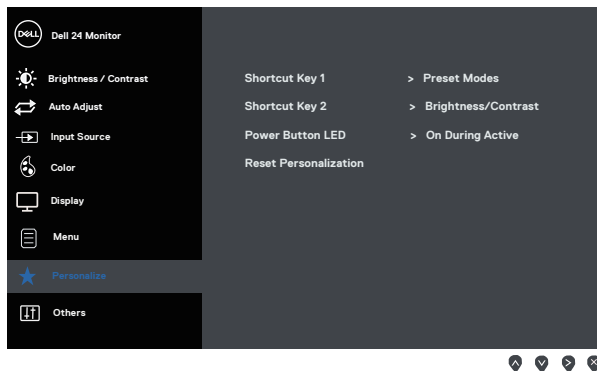 DELL Dell 24 Monitor
Brightness / Contrast
Auto Adjust
Input Source
Color
Display
Menu
Personalize
Others
Shortcut Key 1 > Preset Modes
Shortcut Key 2 > Brightness/Contrast
Power Button LED > On During Active
Reset Personalization